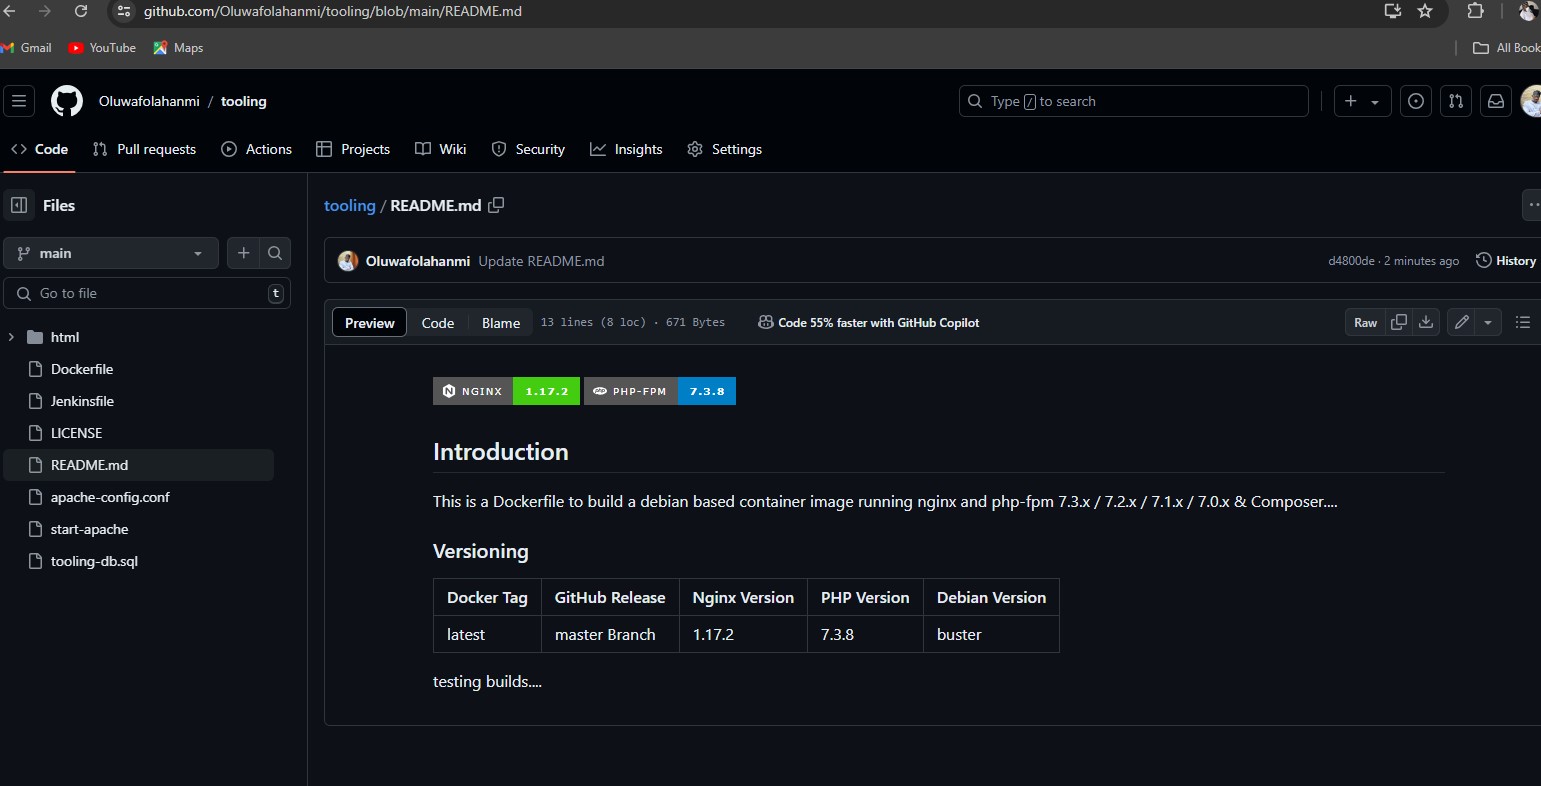 github.com/Oluwafolahanmi/tooling/blob/main/README.md
Gmail YouTube Maps All Book
Oluwafolahanmi / tooling Type / to search
Code Pull requests Actions Projects Wiki Security Insights Settings
Files
tooling / README.md
main
Oluwafolahanmi Update README.md d4800de · 2 minutes ago History
Go to file t
Preview Code Blame 13 lines (8 loc) · 671 Bytes Code 55% faster with GitHub Copilot Raw
html
Dockerfile
Jenkinsfile
LICENSE
README.md
apache-config.conf
start-apache
tooling-db.sql
NGINX 1.17.2 php PHP-FPM 7.3.8
Introduction
This is a Dockerfile to build a debian based container image running nginx and php-fpm 7.3.x / 7.2.x / 7.1.x / 7.0.x & Composer....
Versioning
Docker Tag GitHub Release Nginx Version PHP Version Debian Version
latest master Branch 1.17.2 7.3.8 buster
testing builds....